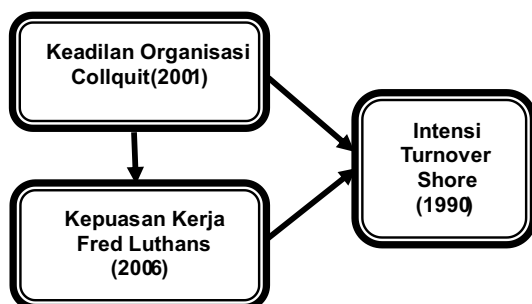 Keadilan Organisasi
Collquit(2001)
Intensi
Turnover
Shore
(1990)
Kepuasan Kerja
Fred Luthans
(2006)